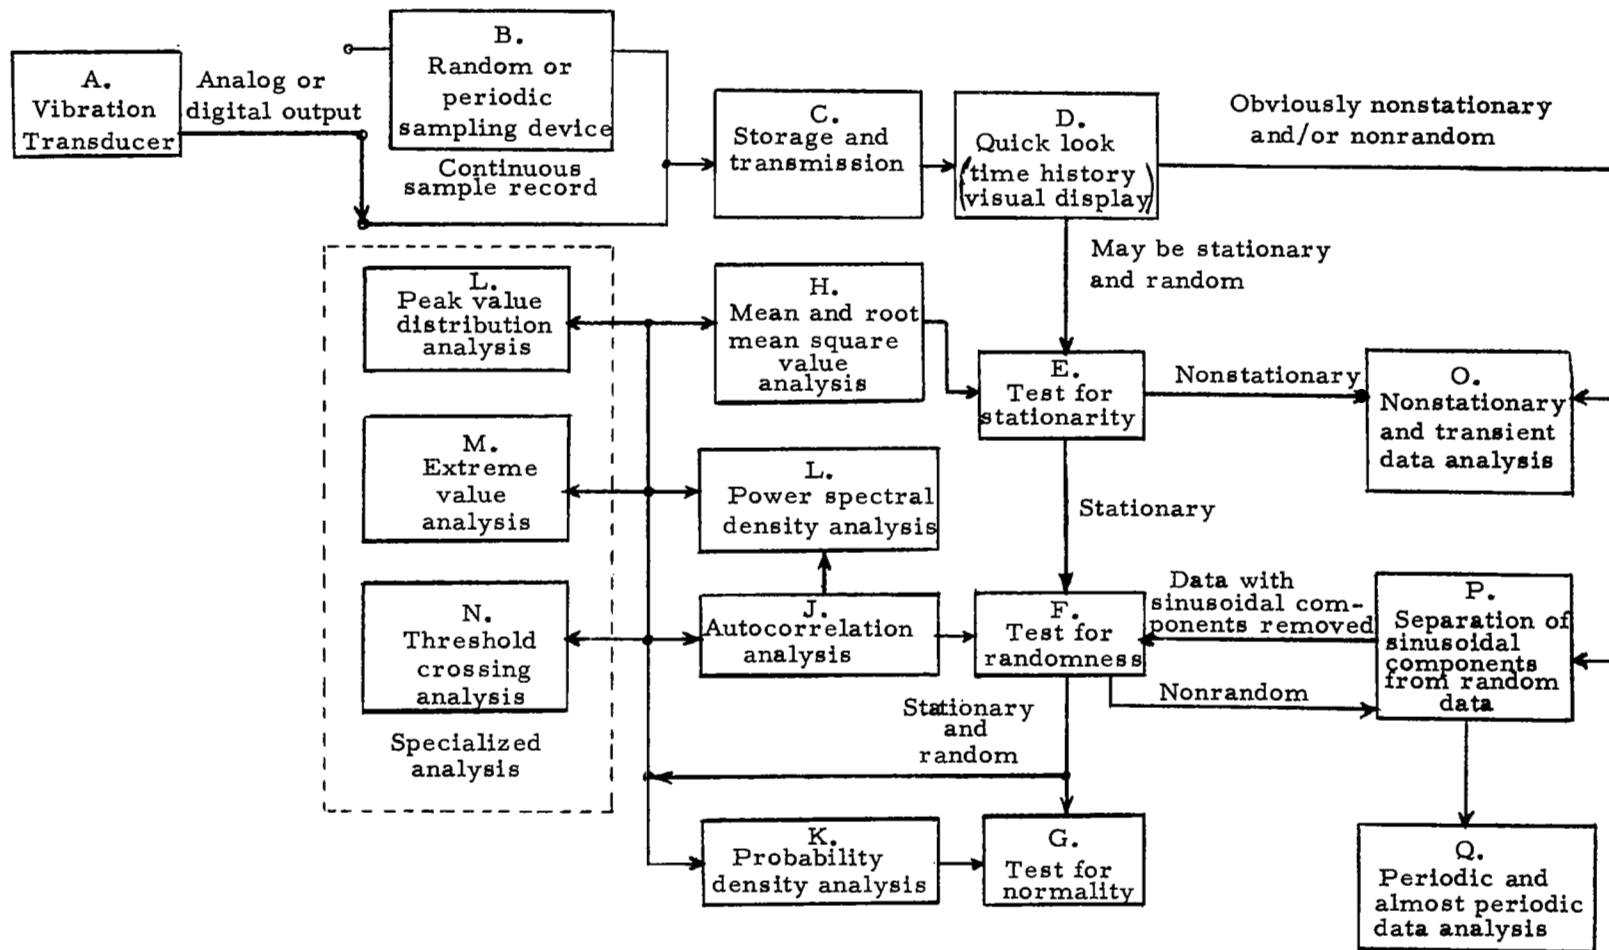 A.
Vibration
Transducer
Analog or
digital output
B.
Random or
periodic
sampling device
Continuous
sample record
C.
Storage and
transmission
D.
Quick look
(time history
visual display)
Obviously nonstationary
and/or nonrandom
May be stationary
and random
L.
Peak value
distribution
analysis
H.
Mean and root
mean square
value
analysis
E.
Test for
stationarity
Nonstationary
O.
Nonstationary
and transient
data analysis
M.
Extreme
value
analysis
L.
Power spectral
density analysis
Stationary
N.
Threshold
crossing
analysis
J.
Autocorrelation
analysis
F.
Test for
randomness
Data with
sinusoidal com-
ponents removed
Nonrandom
P.
Separation of
sinusoidal
components
from random
data
Specialized
analysis
Stationary
and
random
K.
Probability
density analysis
G.
Test for
normality
Q.
Periodic and
almost periodic
data analysis